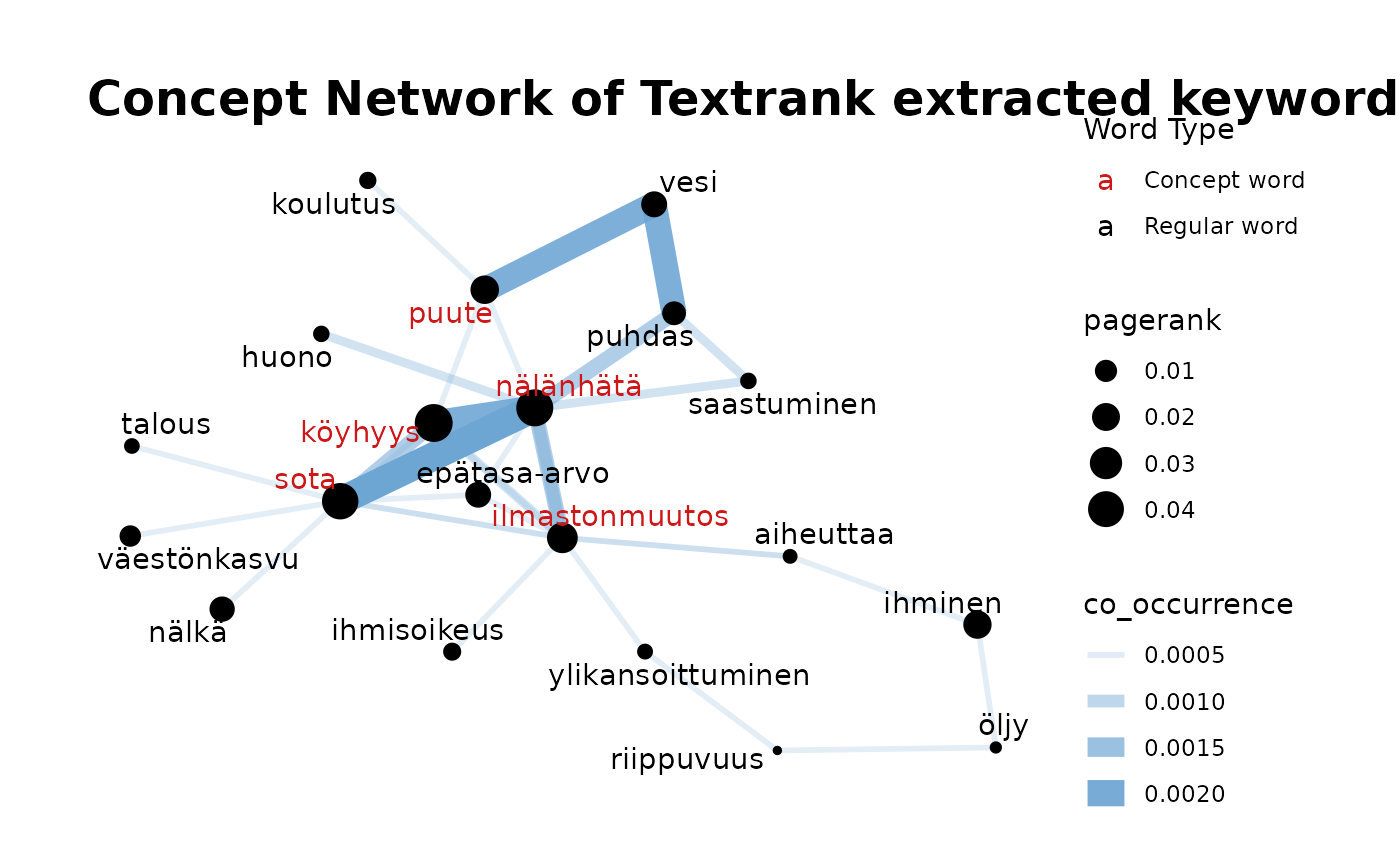 Concept Network of Textrank extracted keyword
Word Type
a Concept word
a Regular word
pagerank
0.01
0.02
0.03
0.04
co_occurrence
0.0005
0.0010
0.0015
0.0020
koulutus
vesi
puute
puhdas
huono
nälänhätä
saastuminen
talous
köyhyys
sota
epätasa-arvo
ilmastonmuutos
aiheuttaa
väestönkasvu
ihminen
nälkä
ihmisoikeus
ylikansoittuminen
öljy
riippuvuus